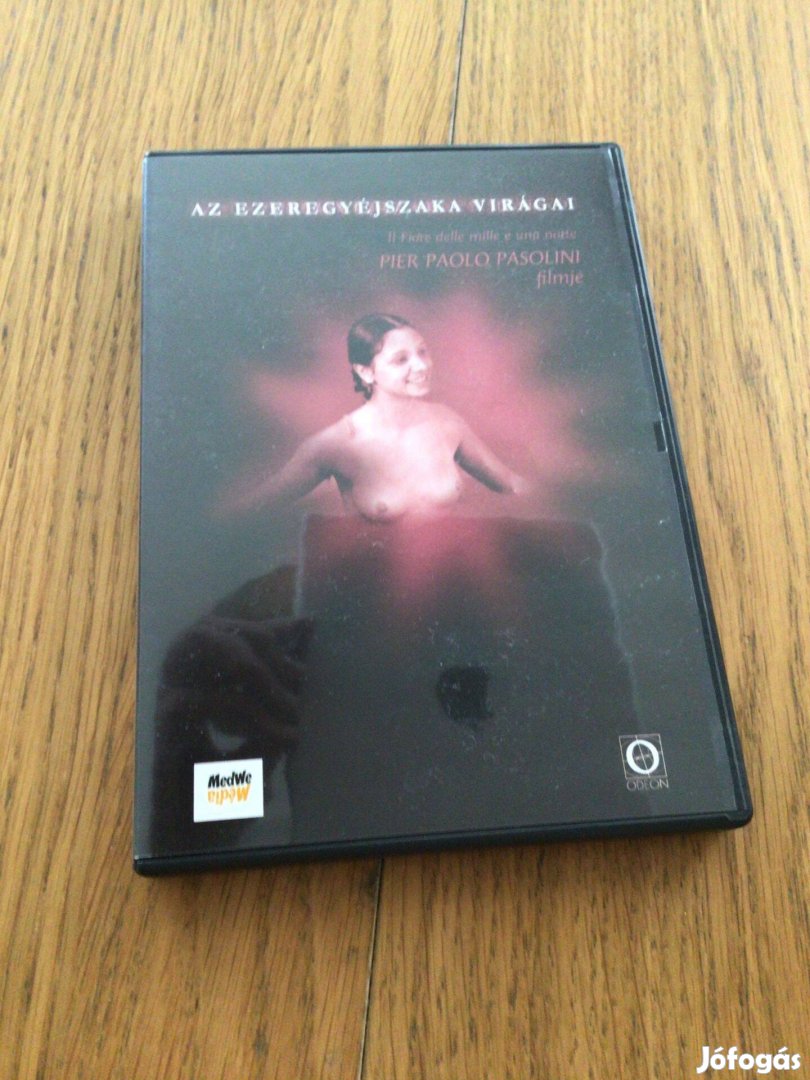 AZ EZEREGYÉJSZAKA VIRÁGAI
Il Fiore delle mille e una notte
PIER PAOLO PASOLINI
filmje
MedWe
Média
ODEON
Jófogás